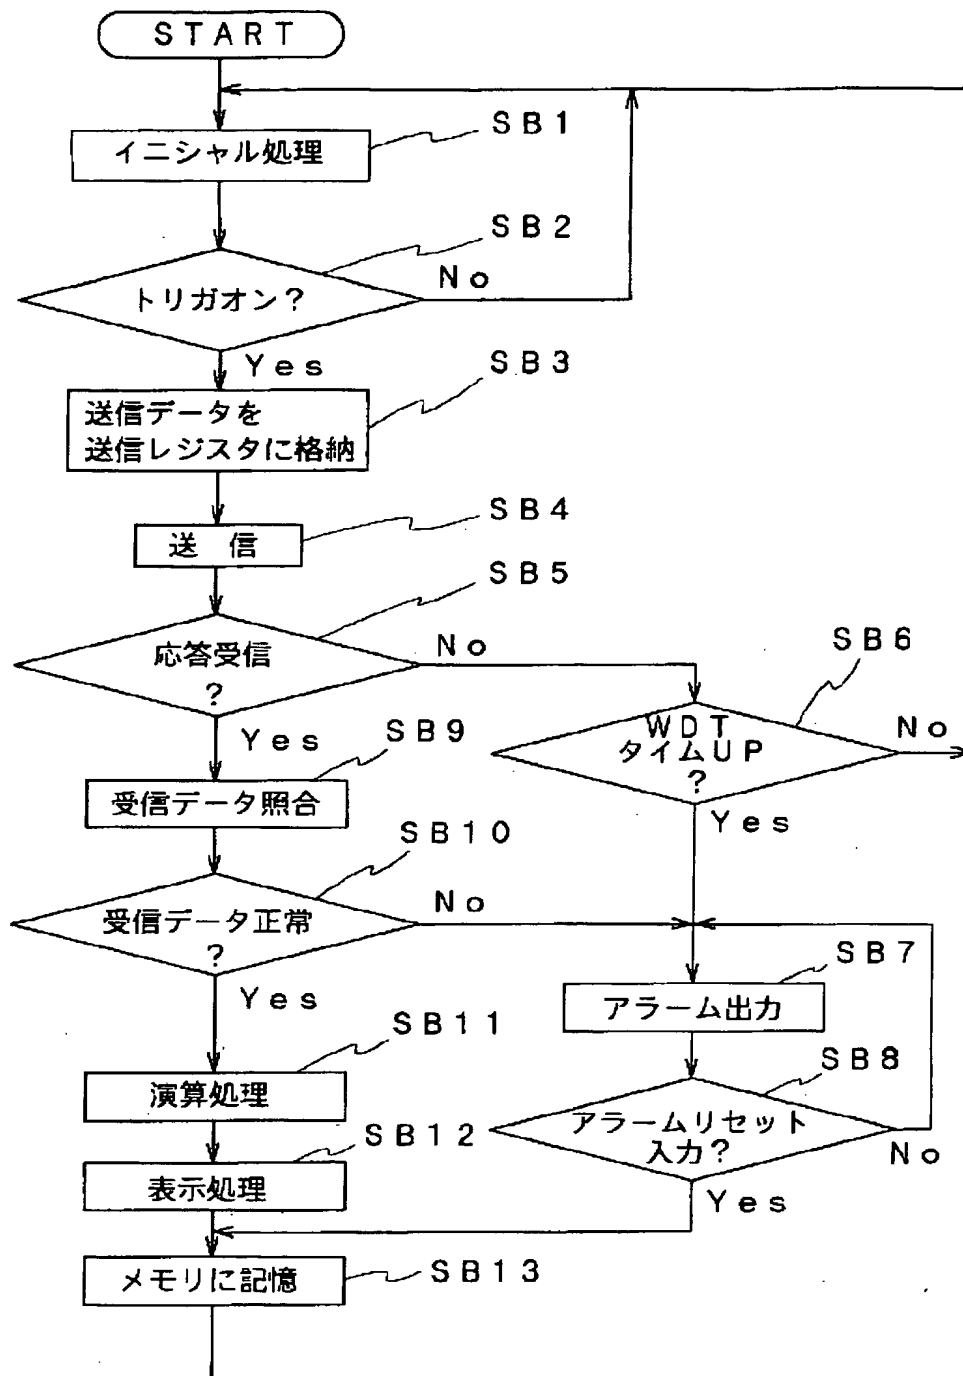 START
SB1
イニシャル処理
SB2
トリガオン?
No
Yes
SB3
送信データを
送信レジスタに格納
SB4
送 信
SB5
応答受信
?
No
Yes
SB6
WDT
タイムUP
?
No
Yes
SB9
受信データ照合
SB10
受信データ正常
?
No
Yes
SB7
アラーム出力
SB8
アラームリセット
入力?
No
Yes
SB11
演算処理
SB12
表示処理
SB13
メモリに記憶